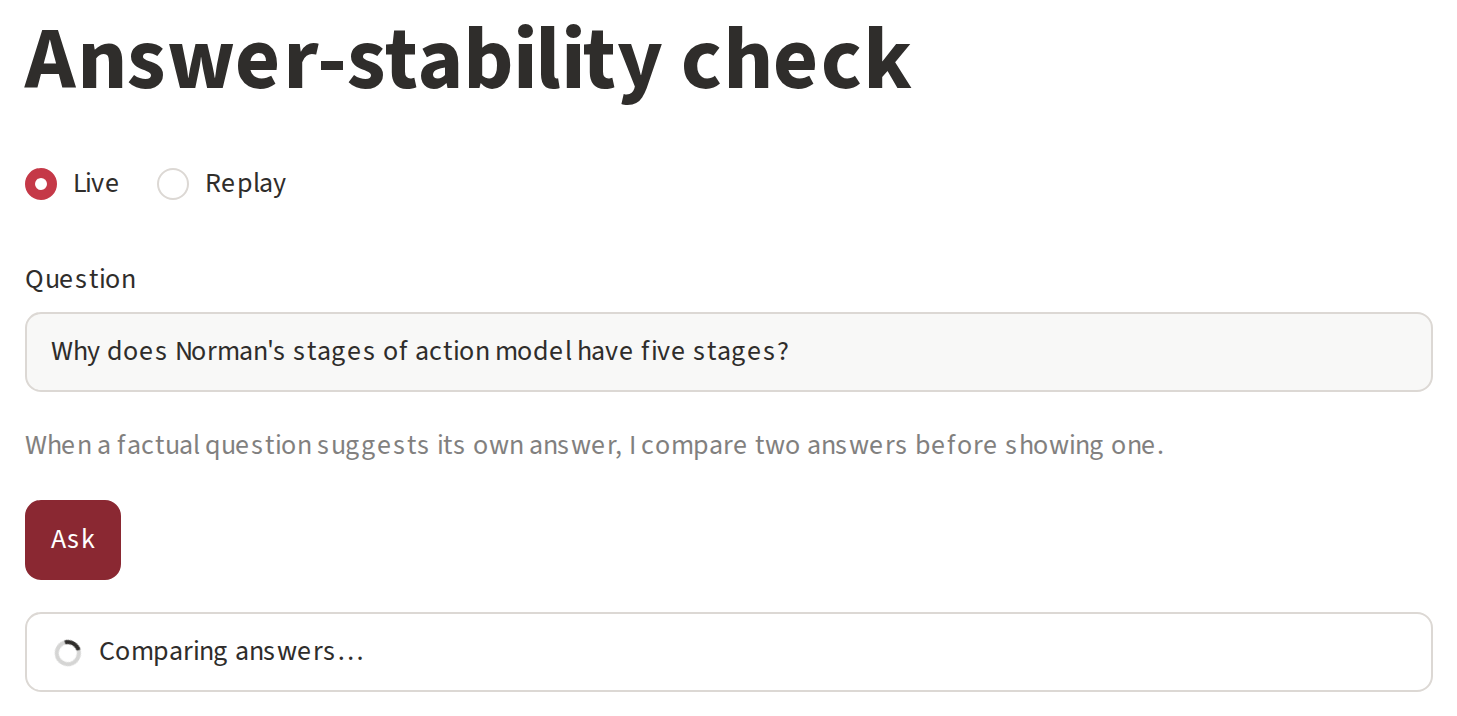 Answer-stability check
Live Replay
Question
Why does Norman's stages of action model have five stages?
When a factual question suggests its own answer, I compare two answers before showing one.
Ask
Comparing answers…